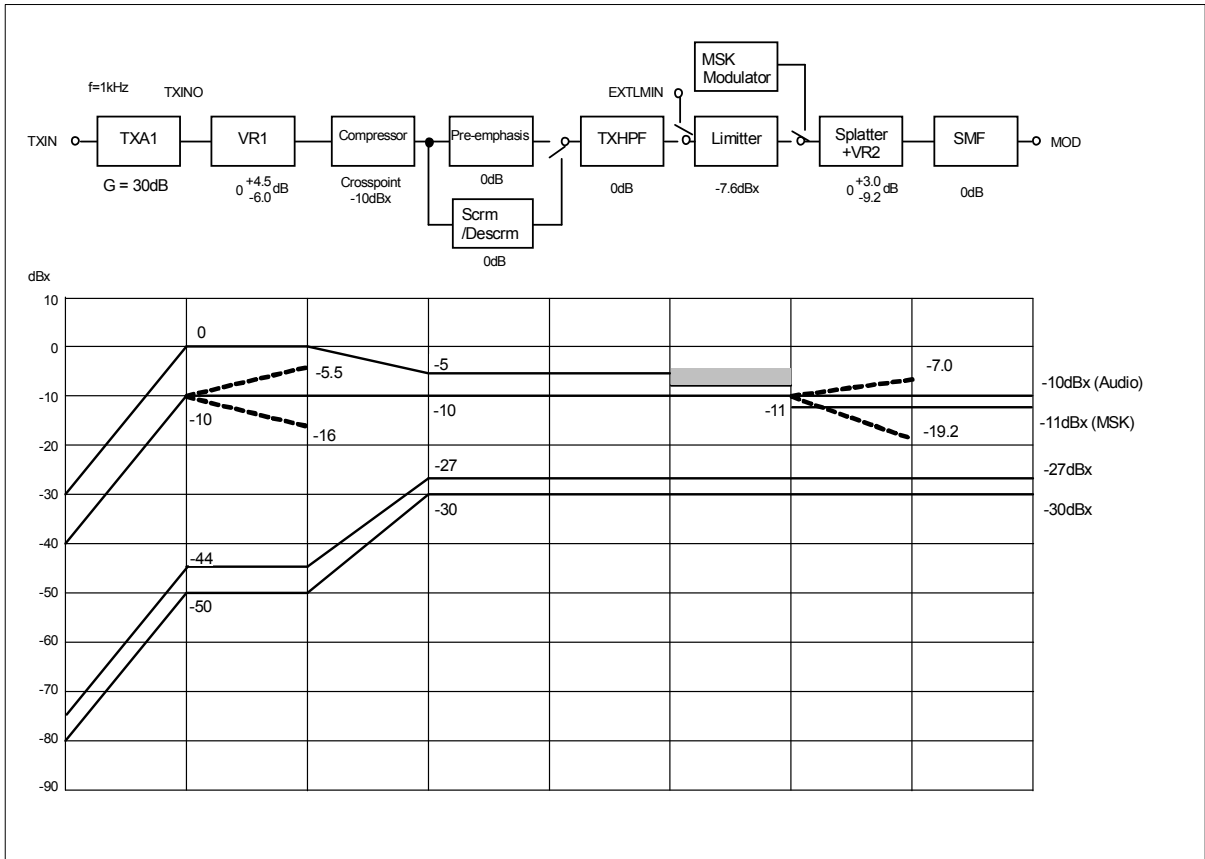 MSK
Modulator
f=1kHz
TXINO
EXTLMIN
TXIN
TXA1
VR1
Compressor
Pre-emphasis
TXHPF
Limitter
Splatter
+VR2
SMF
MOD
G = 30dB
0 +4.5 -6.0 dB
Crosspoint
-10dBx
0dB
0dB
-7.6dBx
0 +3.0 -9.2 dB
0dB
Scrm
/Descrm
0dB
dBx
10
0
-10
-20
-30
-40
-50
-60
-70
-80
-90
0
-5
-5.5
-7.0
-10
-10
-11
-16
-19.2
-27
-30
-44
-50
-10dBx (Audio)
-11dBx (MSK)
-27dBx
-30dBx